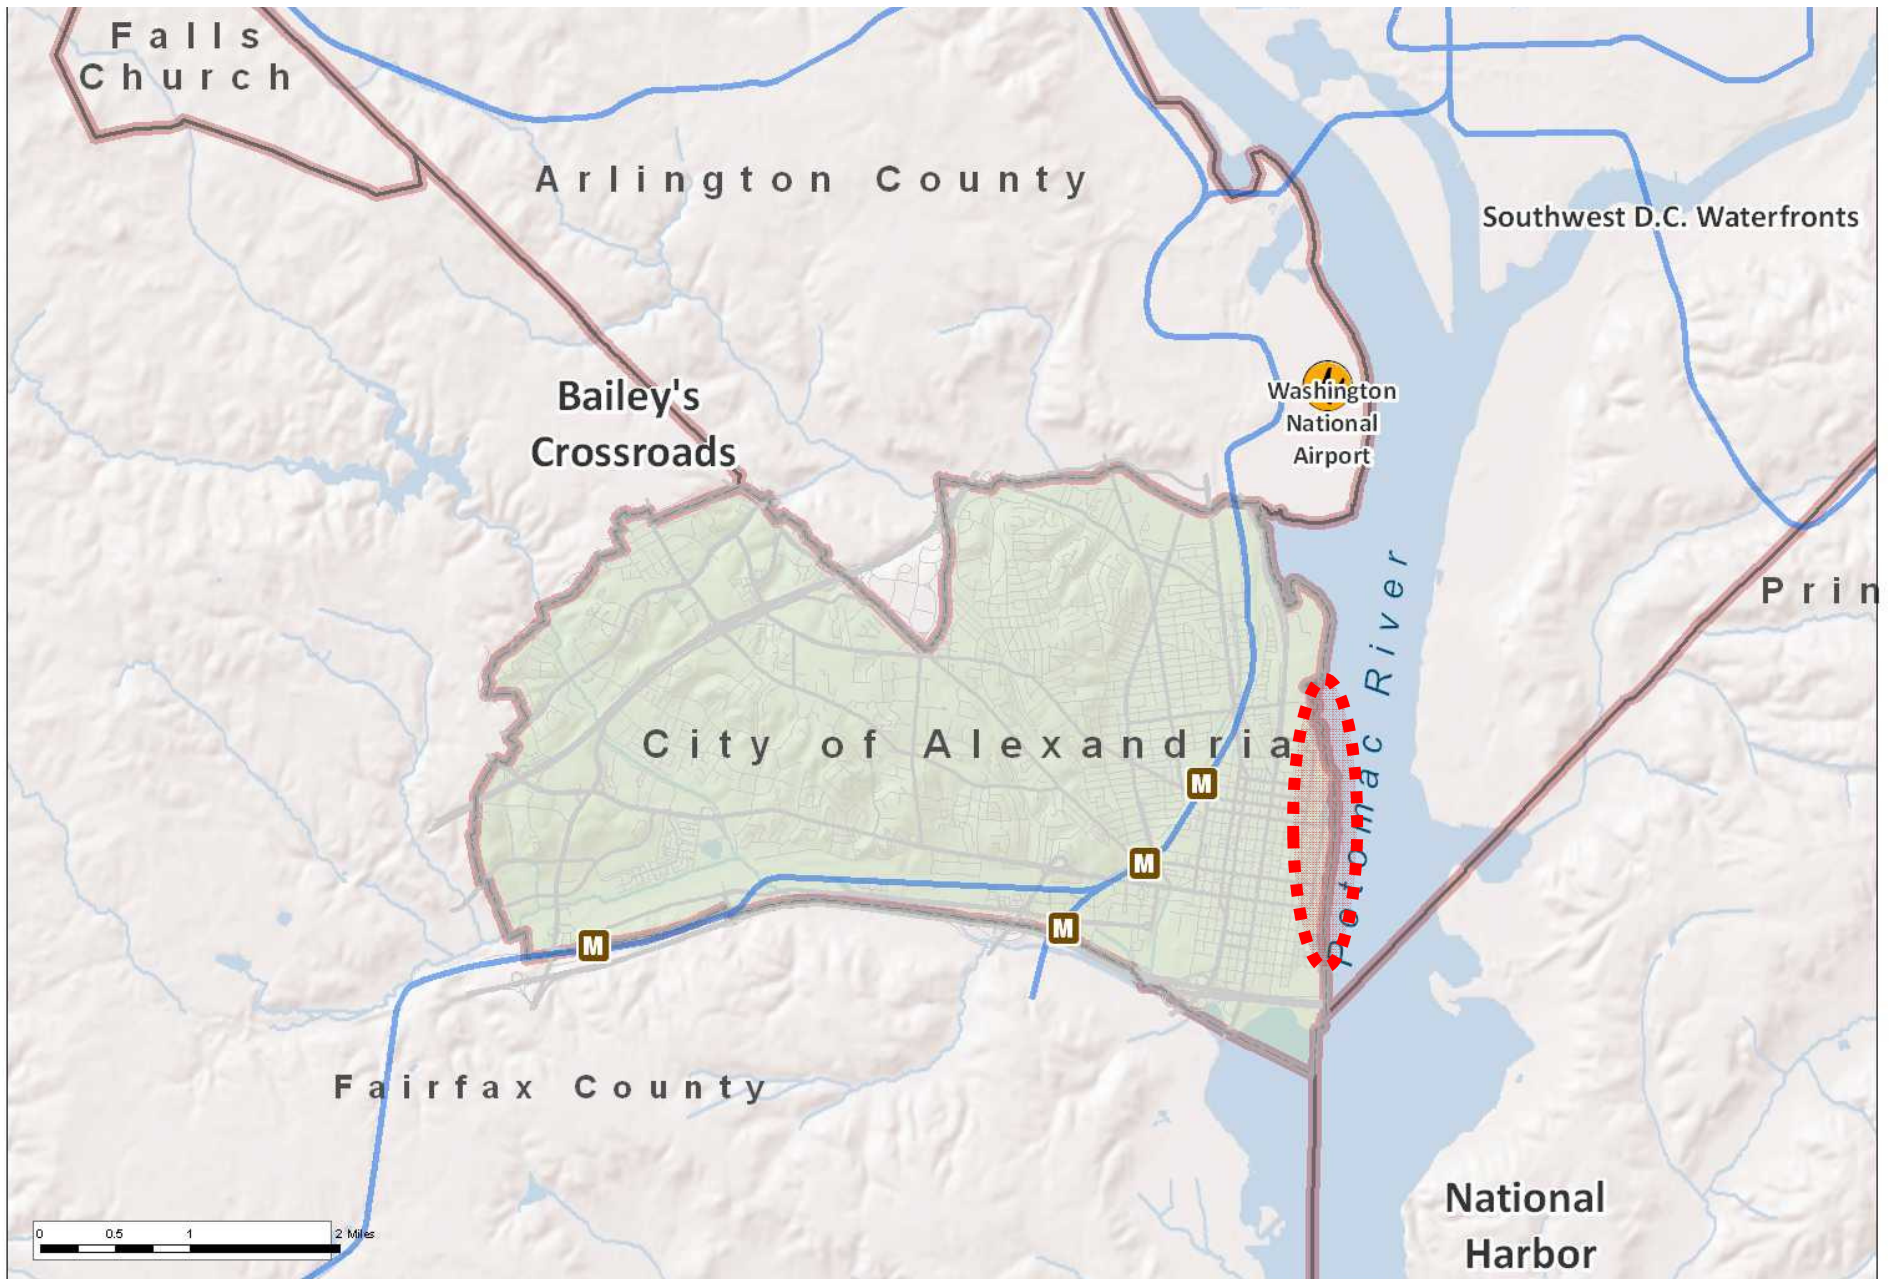 Falls
Church
Arlington County
Southwest D.C. Waterfronts
Bailey's
Crossroads
Washington
National
Airport
Prin
Potomac River
City of Alexandria
M
M
M
M
Fairfax County
National
Harbor
0 0.5 1 2 Miles